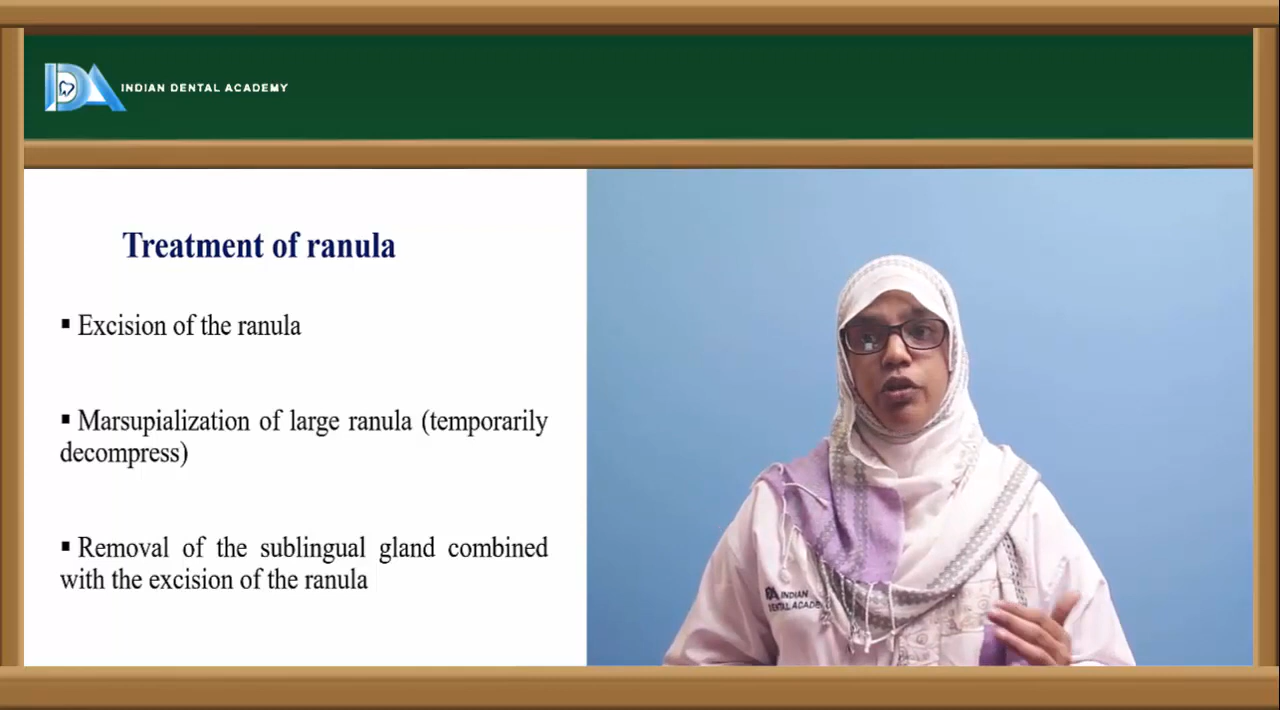 INDIAN DENTAL ACADEMY
Treatment of ranula
▪ Excision of the ranula
▪ Marsupialization of large ranula (temporarily
decompress)
▪ Removal of the sublingual gland combined
with the excision of the ranula
INDIAN
DENTAL ACADE